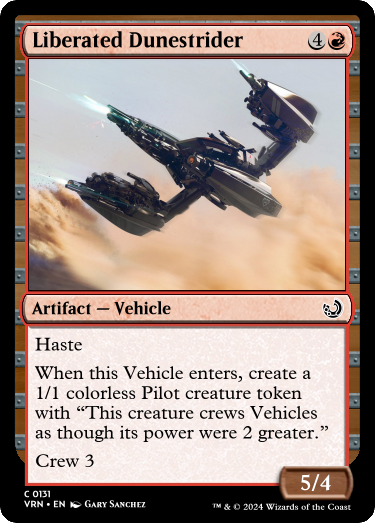 Liberated Dunestrider 4
Artifact — Vehicle
Haste
When this Vehicle enters, create a
1/1 colorless Pilot creature token
with “This creature crews Vehicles
as though its power were 2 greater.”
Crew 3
5/4
C 0131
VRN • EN Gary Sanchez
™ & © 2024 Wizards of the Coast